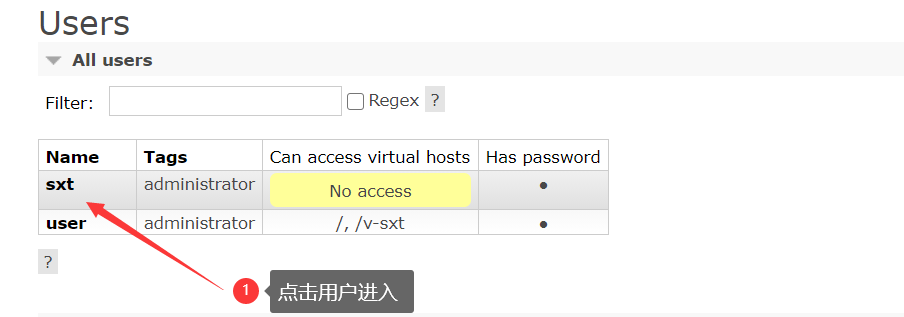 Users
All users
Filter: Regex ?
Name Tags Can access virtual hosts Has password
sxt administrator No access ●
user administrator /, /v-sxt ●
?
1 点击用户进入